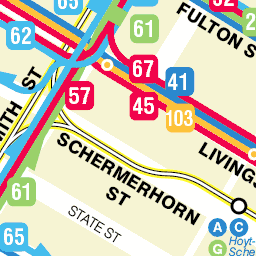 65
62
61
FULTON S
67
41
57
45
103
MITH ST
SCHERMERHORN
ST
LIVINGS
STATE ST
61
65
A C
G
Hoyt-
Sche